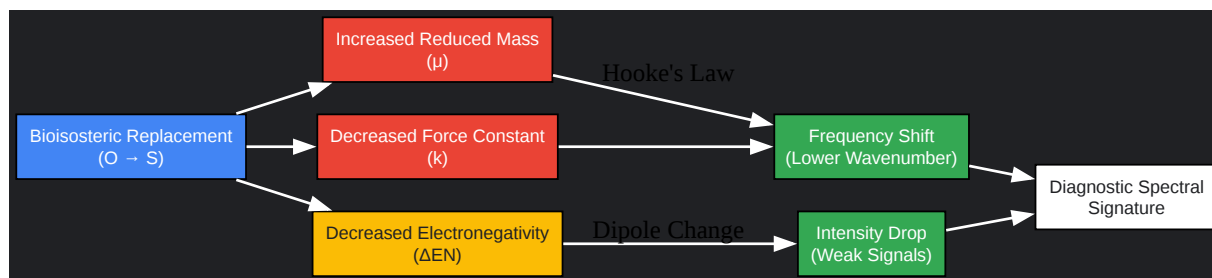 Increased Reduced Mass
(μ)
Hooke's Law
Bioisosteric Replacement
(O → S)
Decreased Force Constant
(k)
Frequency Shift
(Lower Wavenumber)
Diagnostic Spectral
Signature
Decreased Electronegativity
(ΔEN)
Dipole Change
Intensity Drop
(Weak Signals)